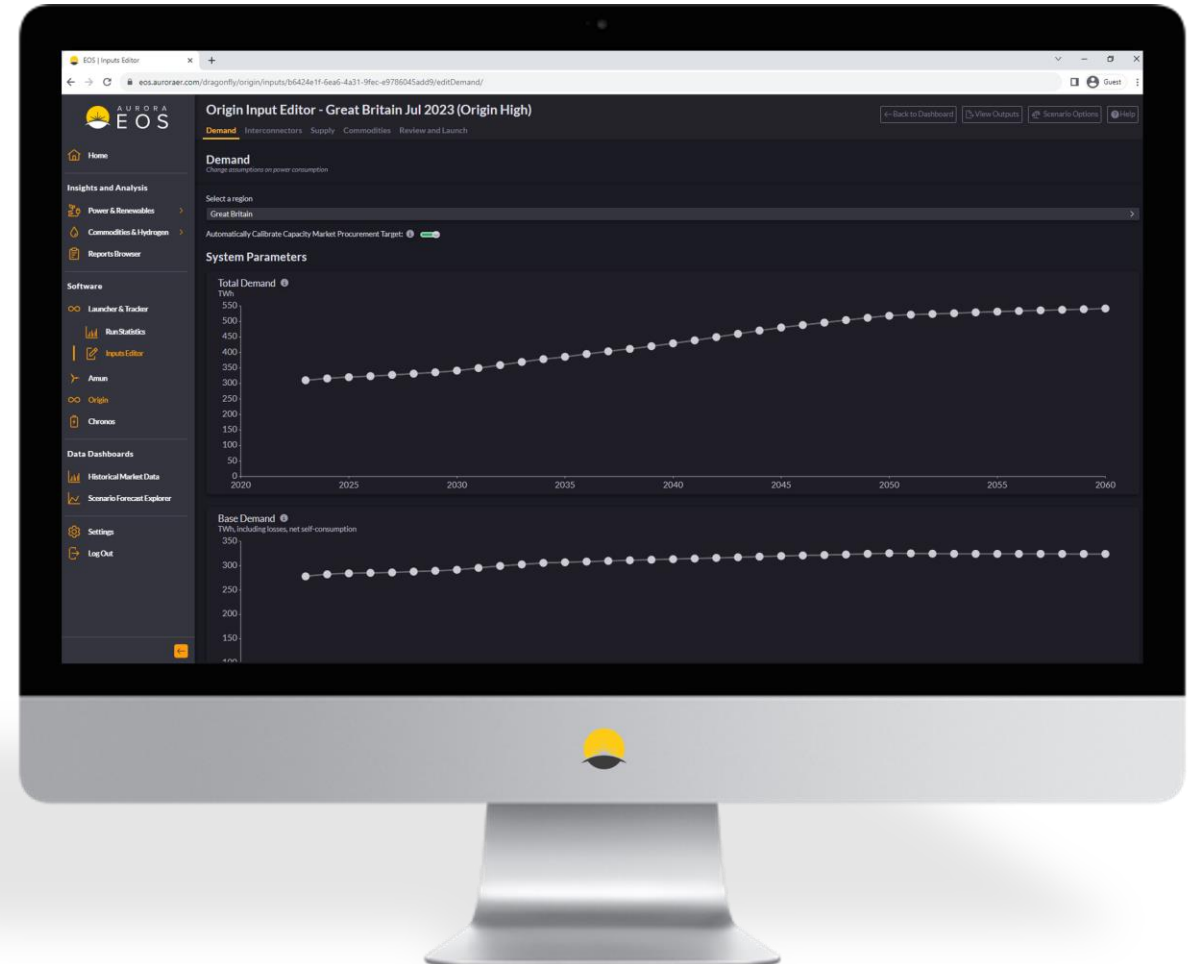 EOS | Inputs Editor
eos.auroraer.com/dragonfly/origin/inputs/b6424e1f-6ea6-4a31-9fec-e9786045add9/editDemand/
Guest
AURORA
EOS
Home
Insights and Analysis
Power & Renewables
Commodities & Hydrogen
Reports Browser
Software
Launcher & Tracker
Run Statistics
Inputs Editor
Amun
Origin
Chronos
Data Dashboards
Historical Market Data
Scenario Forecast Explorer
Settings
Log Out
Origin Input Editor - Great Britain Jul 2023 (Origin High)
Back to Dashboard View Outputs Scenario Options Help
Demand Interconnectors Supply Commodities Review and Launch
Demand
Change assumptions on power consumption
Select a region
Great Britain
Automatically Calibrate Capacity Market Procurement Target:
System Parameters
Total Demand
TWh
550
500
450
400
350
300
250
200
150
100
50
0
2020 2025 2030 2035 2040 2045 2050 2055 2060
Base Demand
TWh, including losses, net self-consumption
350
300
250
200
150
100